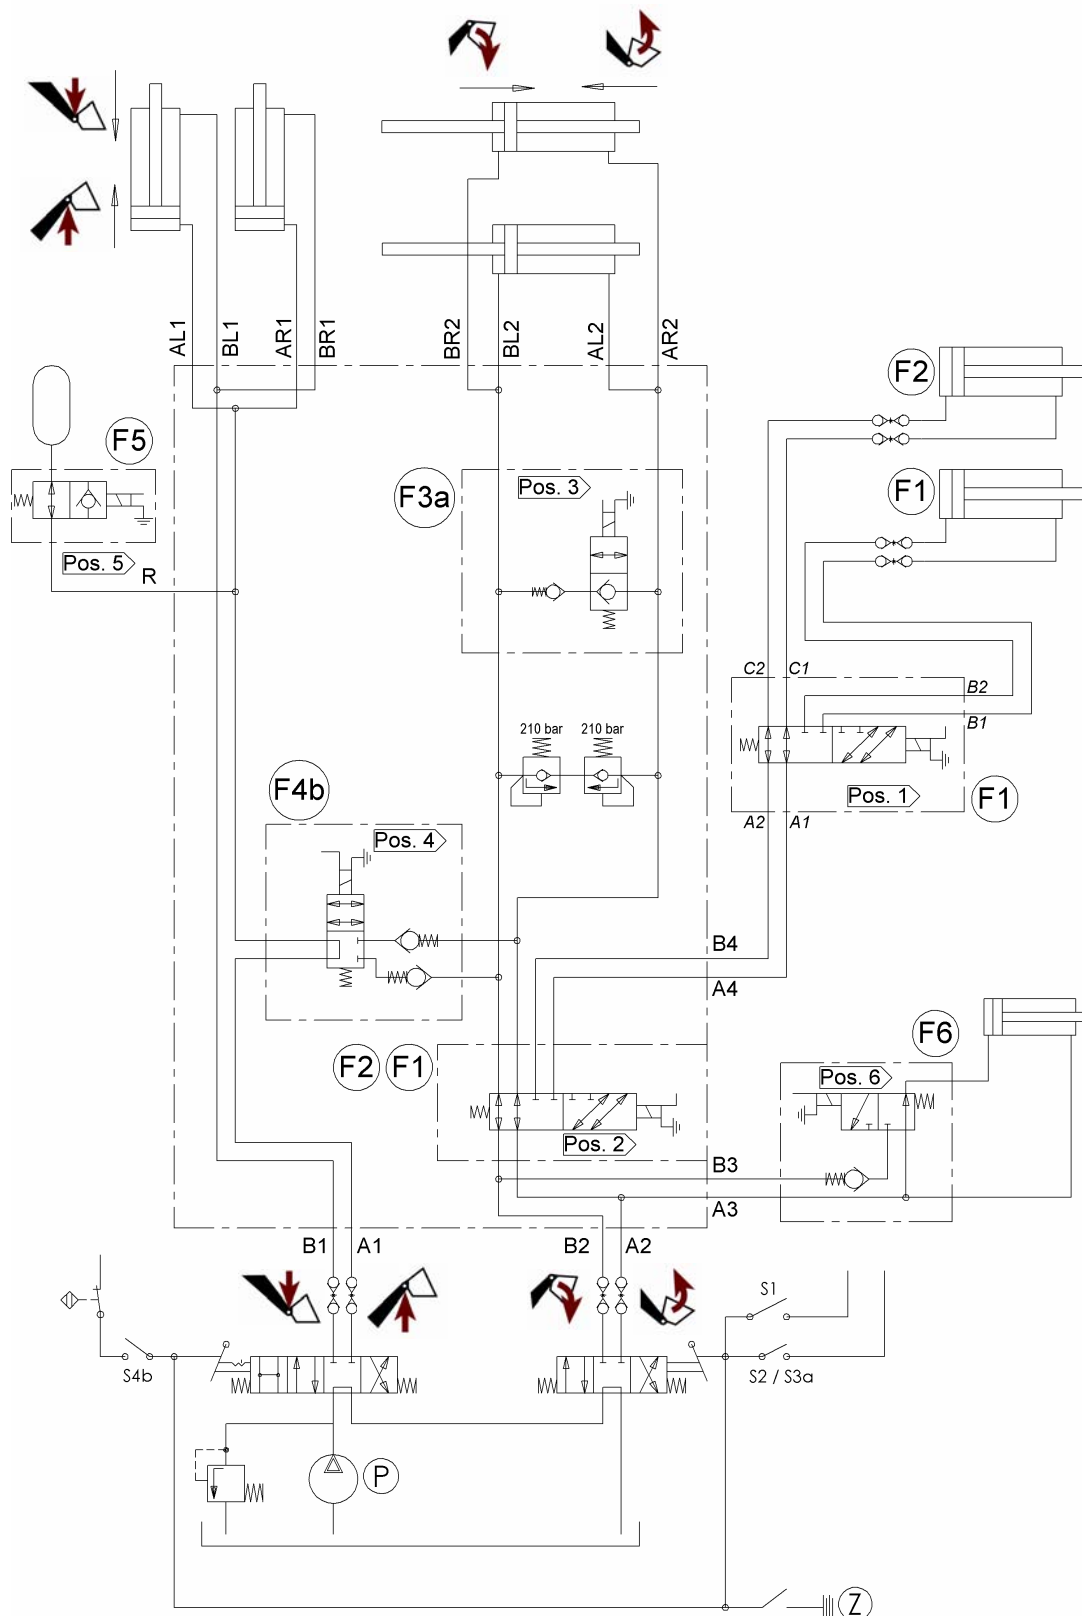 AL1
BL1
AR1
BR1
BR2
BL2
AL2
AR2
F2
F5
F3a
Pos. 3
F1
Pos. 5
R
C2
C1
B2
B1
210 bar
210 bar
F4b
Pos. 1
F1
A2
A1
Pos. 4
B4
A4
F6
F2
F1
Pos. 6
Pos. 2
B3
A3
B1
A1
B2
A2
S1
S4b
S2 / S3a
P
Z